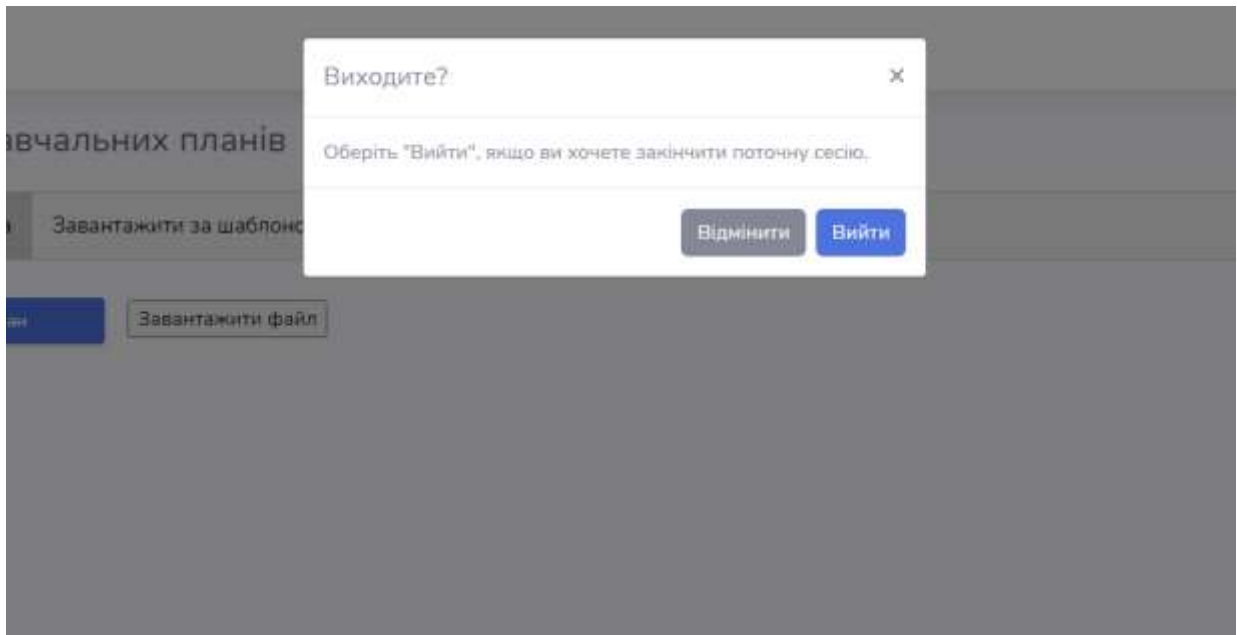 Виходите?
×
авчальних планів
Оберіть "Вийти", якщо ви хочете закінчити поточну сесію.
Завантажити за шаблоно
Відмінити Вийти
Завантажити файл